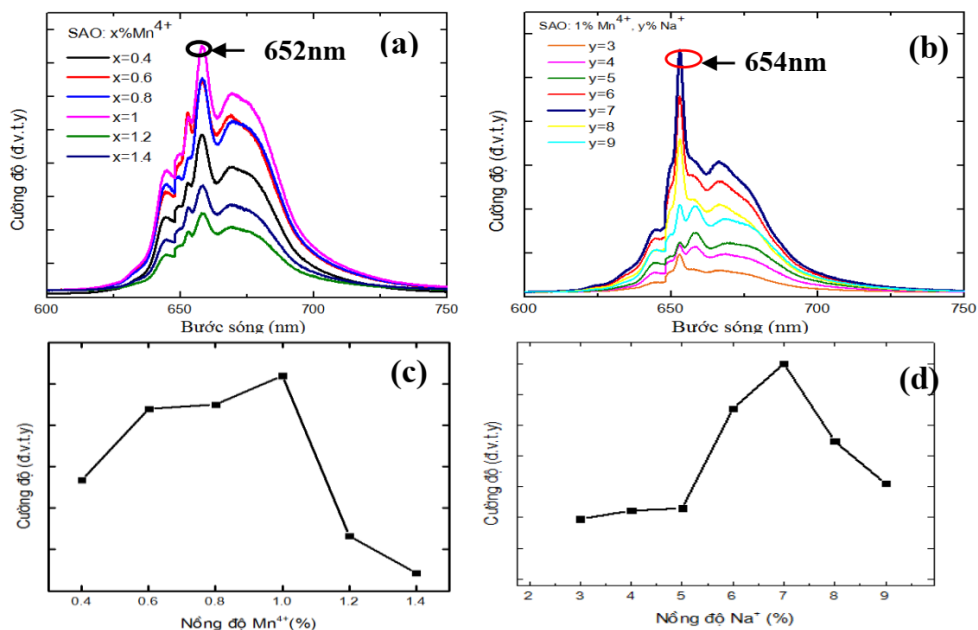 SAO: x%Mn4+
x=0.4
x=0.6
x=0.8
x=1
x=1.2
x=1.4
(a)
652nm
Cường độ (đ.v.t.y)
600 650 700 750
Bước sóng (nm)
SAO: 1% Mn4+, y% Na+
y=3
y=4
y=5
y=6
y=7
y=8
y=9
(b)
654nm
Cường độ (đ.v.t.y)
600 650 700 750
Bước sóng (nm)
(c)
Cường độ (đ.v.t.y)
0.4 0.6 0.8 1.0 1.2 1.4
Nồng độ Mn4+(%)
(d)
Cường độ (đ.v.t.y)
2 3 4 5 6 7 8 9 10
Nồng độ Na+ (%)